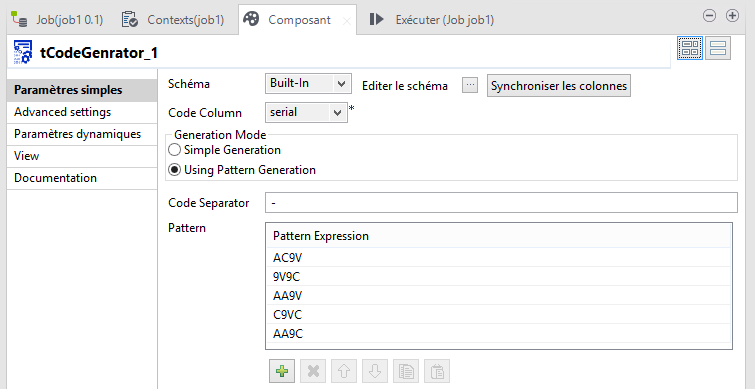 Job(job1 0.1) Contexts(job1) Composant Exécuter (Job job1)
tCodeGenrator_1
Paramètres simples
Advanced settings
Paramètres dynamiques
View
Documentation
Schéma Built-In Editer le schéma ... Synchroniser les colonnes
Code Column serial *
Generation Mode
Simple Generation
Using Pattern Generation
Code Separator -
Pattern
Pattern Expression
AC9V
9V9C
AA9V
C9VC
AA9C